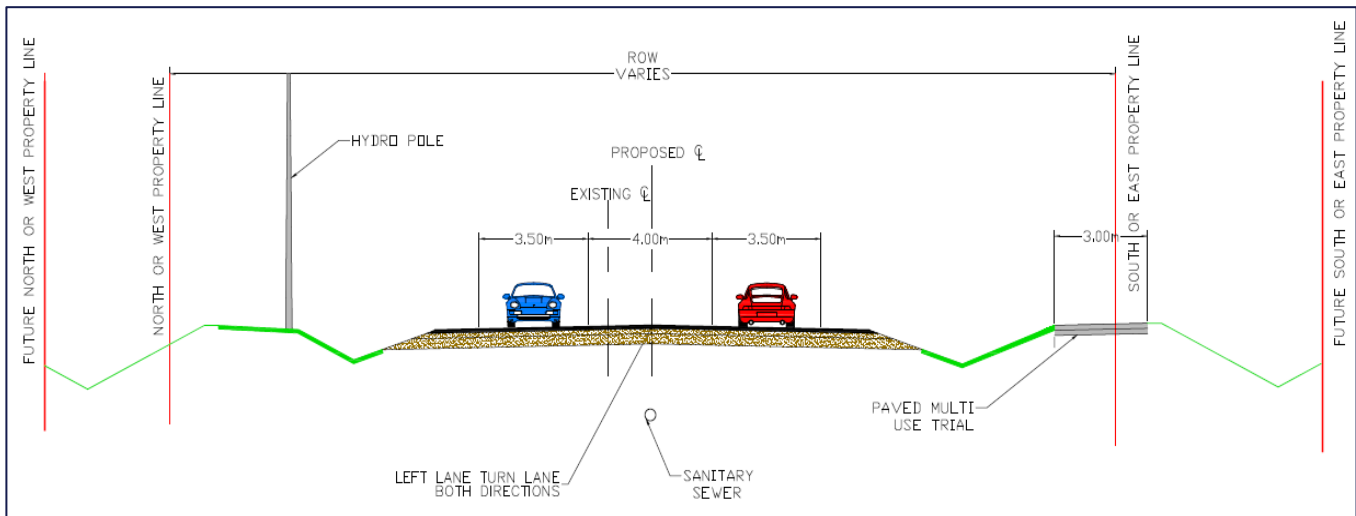 ROW
VARIES
FUTURE NORTH OR WEST PROPERTY LINE
NORTH OR WEST PROPERTY LINE
HYDRO POLE
PROPOSED ℄
EXISTING ℄
3.50m
4.00m
3.50m
3.00m
SOUTH OR EAST PROPERTY LINE
FUTURE SOUTH OR EAST PROPERTY LINE
PAVED MULTI
USE TRIAL
LEFT LANE TURN LANE
BOTH DIRECTIONS
SANITARY
SEWER